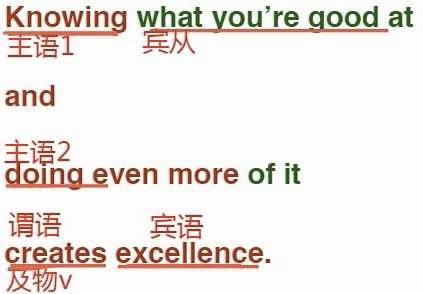 Knowing what you're good at
主语1 宾从
and
主语2
doing even more of it
谓语 宾语
creates excellence.
及物v